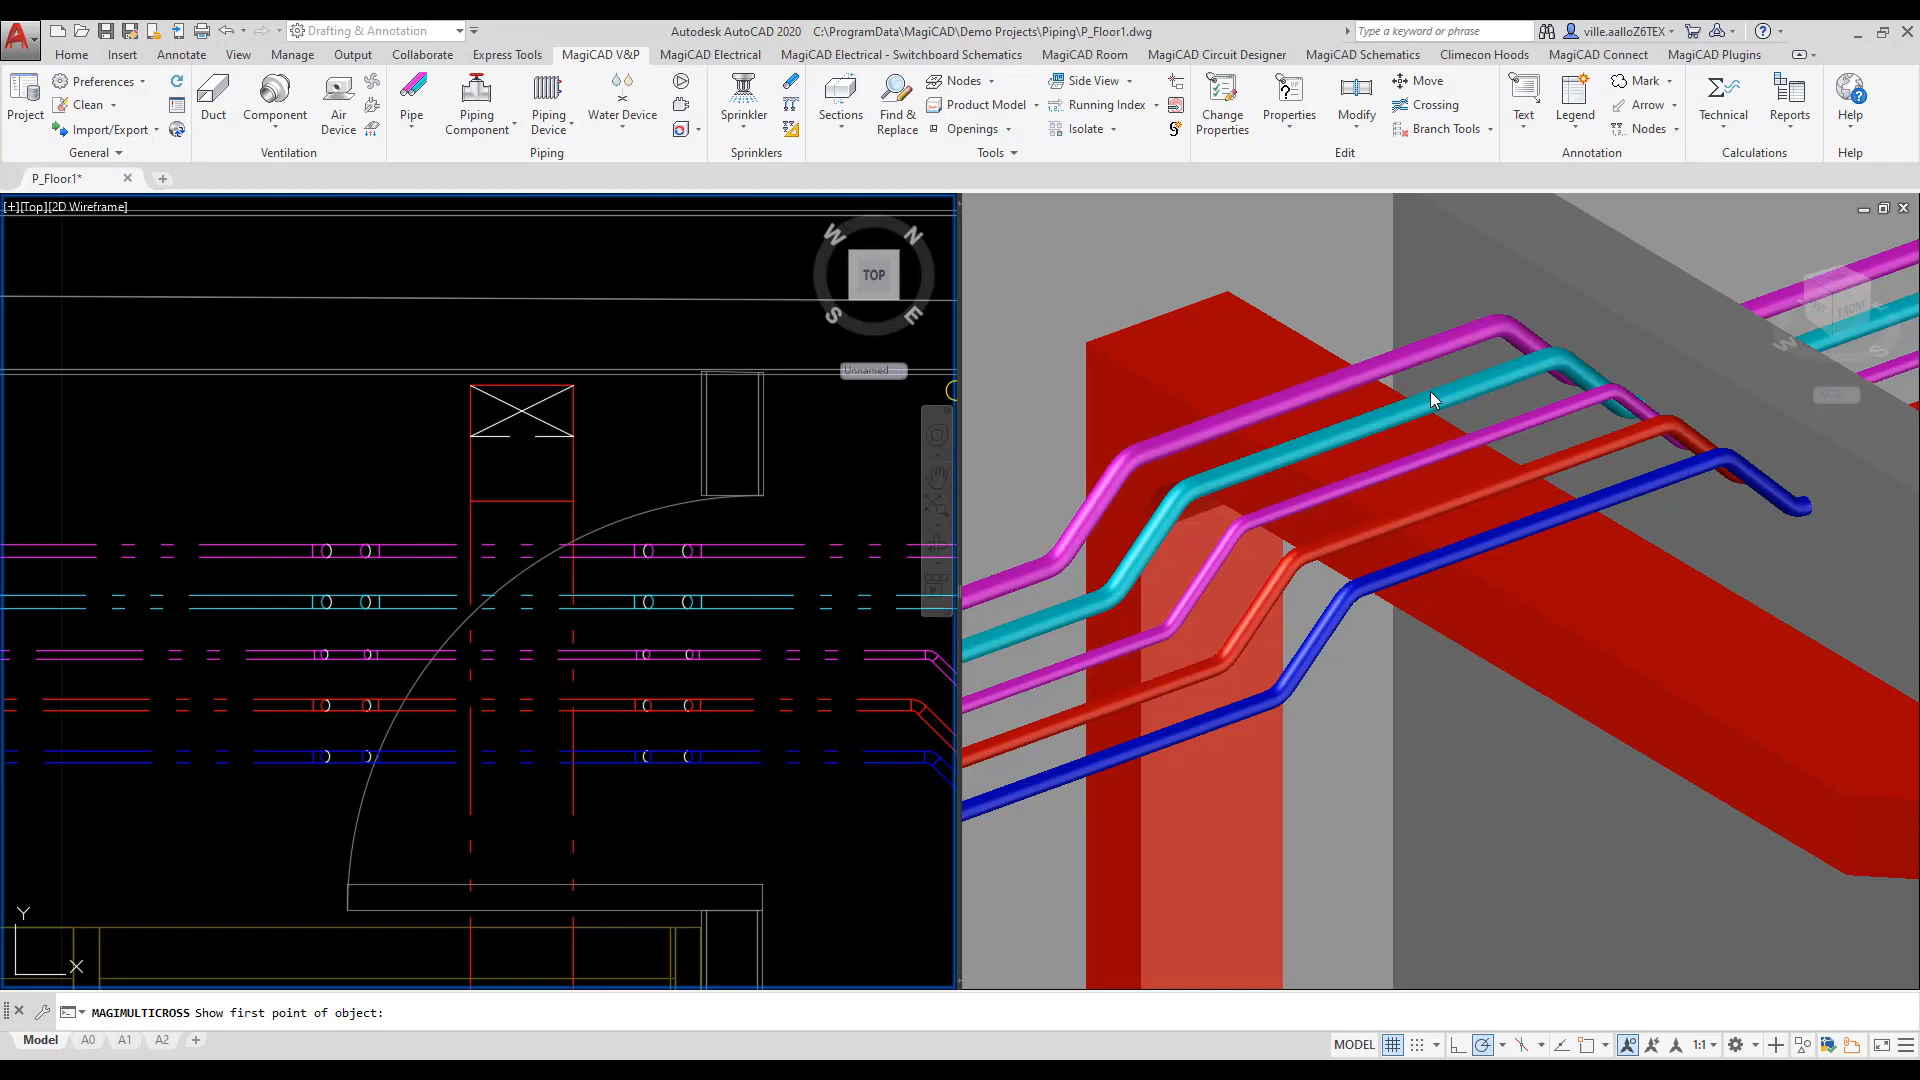 Drafting & Annotation
Autodesk AutoCAD 2020 C:\ProgramData\MagiCAD\Demo Projects\Piping\P_Floor1.dwg
Type a keyword or phrase
ville.aalloZ6TEX
Home Insert Annotate View Manage Output Collaborate Express Tools MagiCAD V&P MagiCAD Electrical MagiCAD Electrical - Switchboard Schematics MagiCAD Room MagiCAD Circuit Designer MagiCAD Schematics Climecon Hoods MagiCAD Connect MagiCAD Plugins
Project
Preferences
Clean
Import/Export
General
Duct
Component
Air Device
Ventilation
Pipe
Piping Component
Piping Device
Water Device
Piping
Sprinkler
Sprinklers
Sections
Find & Replace
Nodes
Product Model
Openings
Side View
Running Index
Isolate
Tools
Change Properties
Properties
Modify
Move
Crossing
Branch Tools
Edit
Text
Legend
Mark
Arrow
Nodes
Annotation
Technical
Reports
Calculations
Help
Help
P_Floor1*
[+][Top][2D Wireframe]
W
N
TOP
S
E
Unnamed
FRONT
W
S
WCS
Y
X
MAGIMULTICROSS Show first point of object:
Model A0 A1 A2 +
MODEL
1:1